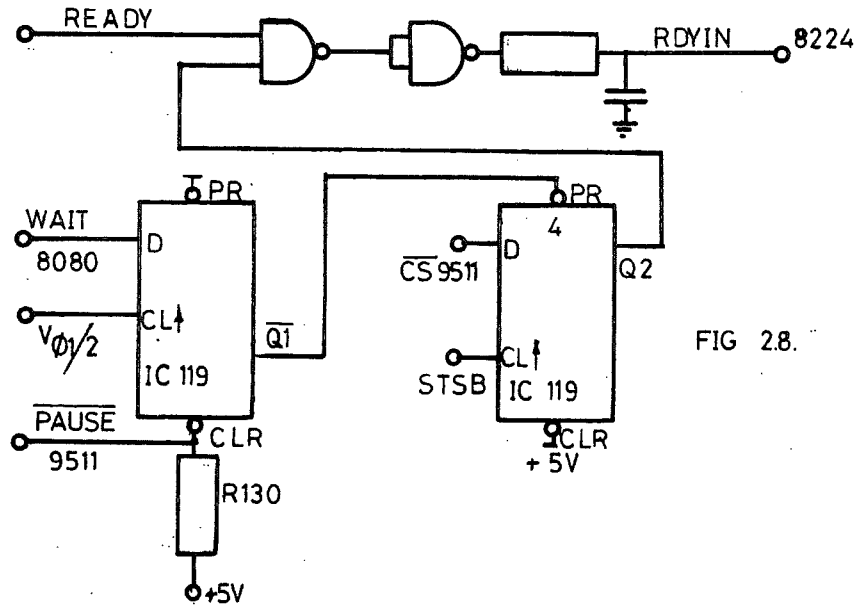 READY
RDYIN
8224
PR
PR
WAIT
D
8080
4
CS 9511
D
Q2
VØ1/2
CL↑
Q1
FIG 2.8.
IC 119
STSB
CL↑
IC 119
PAUSE
CLR
9511
CLR
+ 5V
R130
+5V